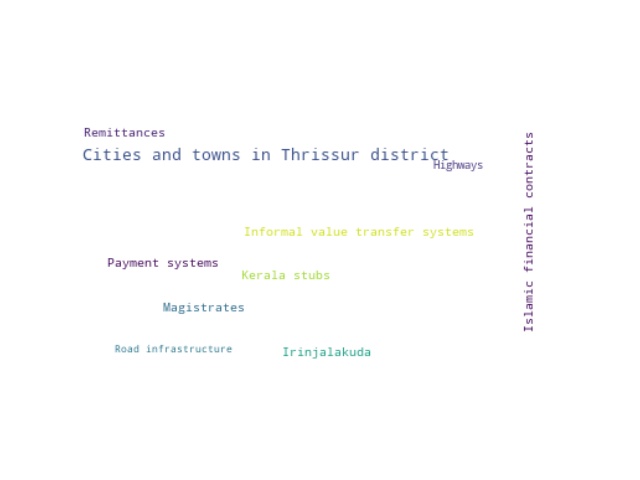 Remittances
Cities and towns in Thrissur district
Highways
Islamic financial contracts
Informal value transfer systems
Payment systems
Kerala stubs
Magistrates
Road infrastructure
Irinjalakuda